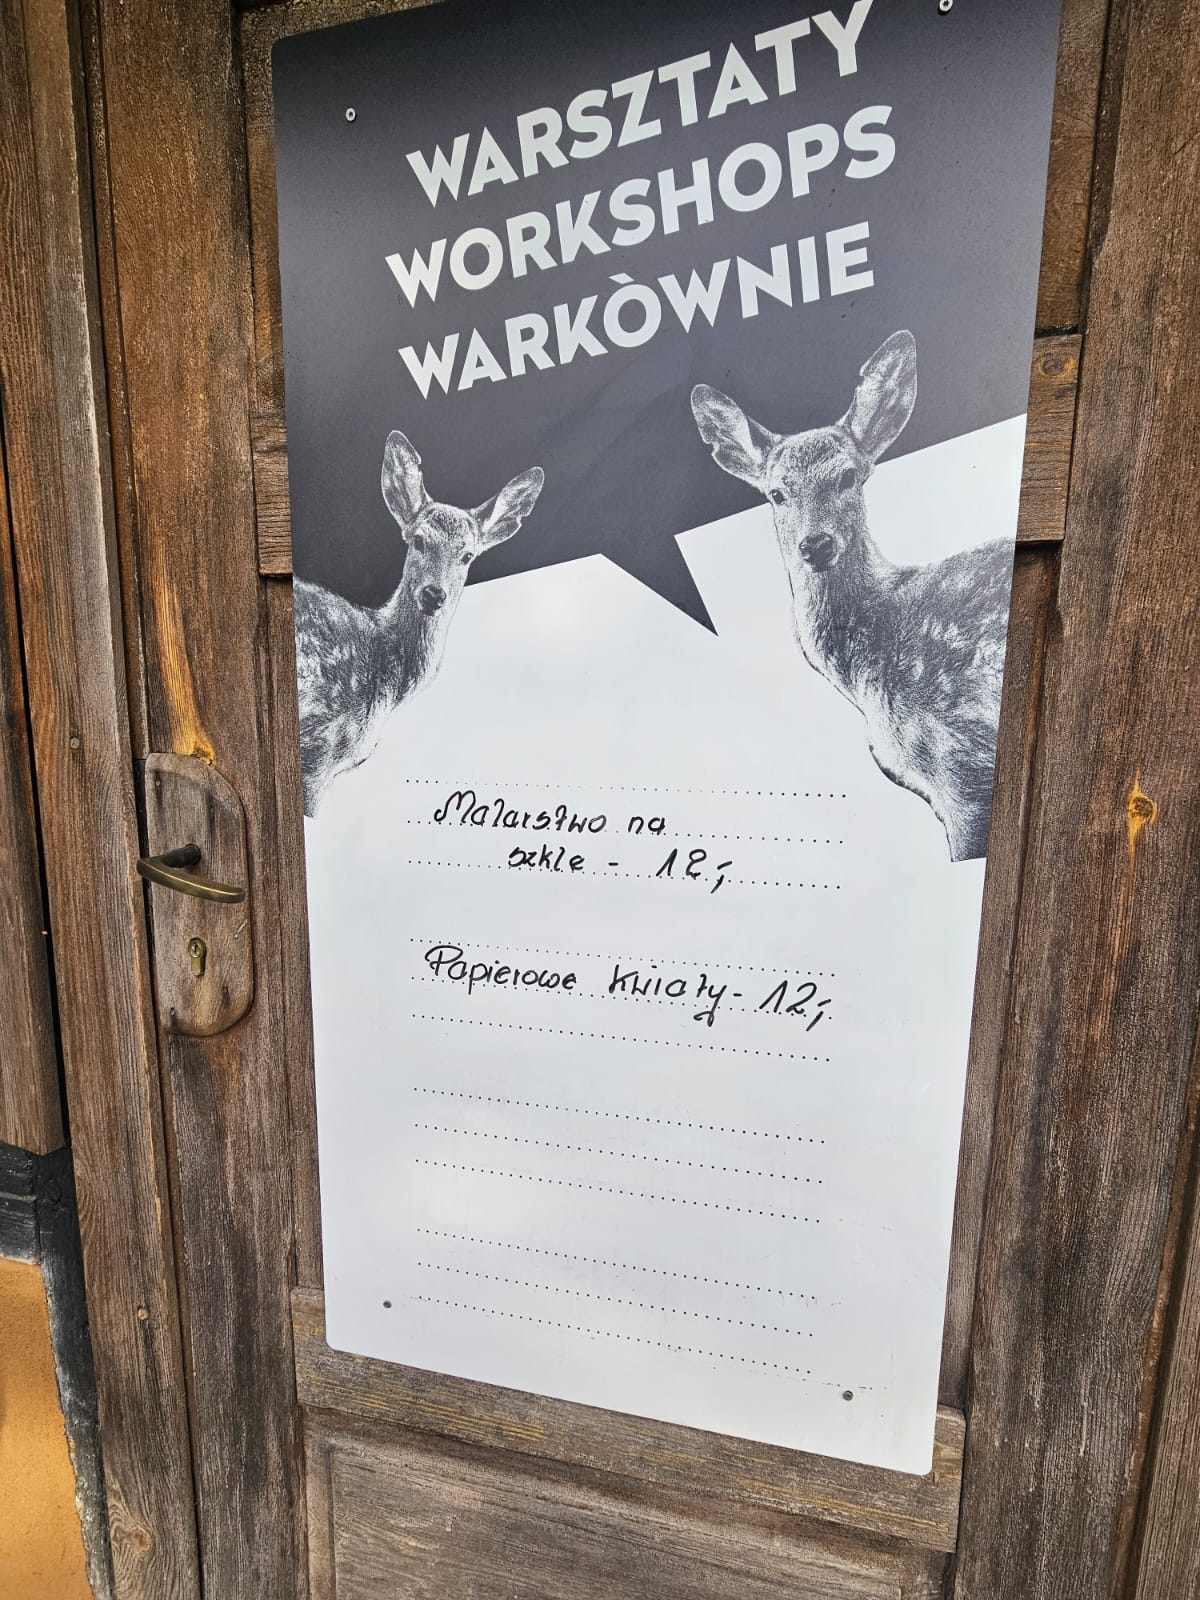 WARSZTATY
WORKSHOPS
WARKÒWNIE
Malarstwo na
szkle - 12,-
Papierowe kwiaty - 12,-